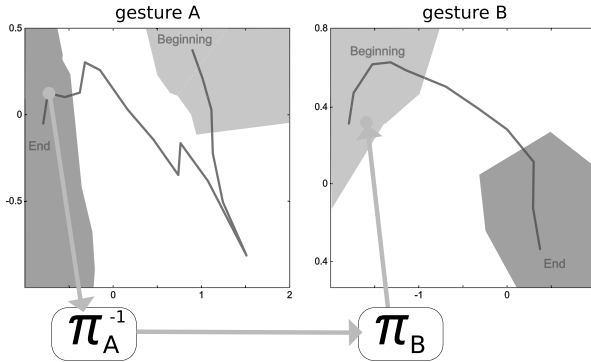 gesture A
gesture B
0.5
0
-0.5
Beginning
End
0
1
2
0.8
0.4
0
0.4
Beginning
End
-1
0
π_A^-1
π_B